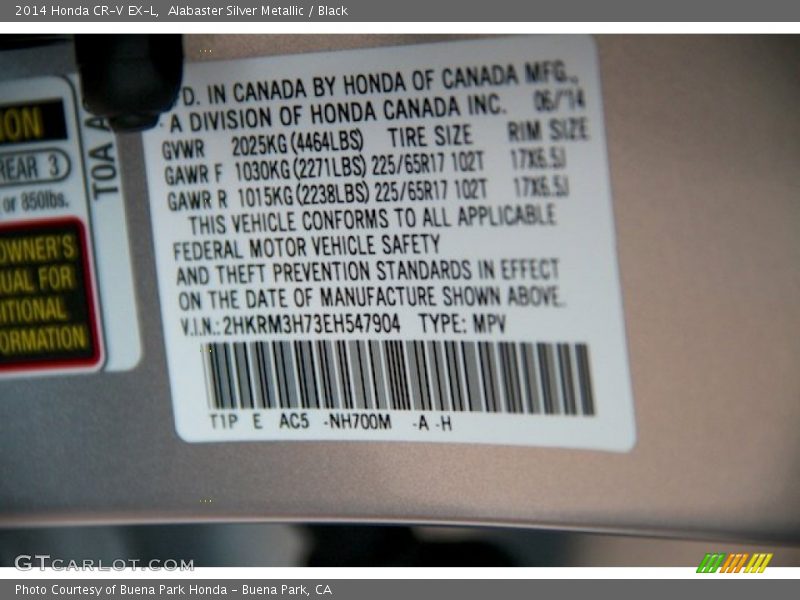 2014 Honda CR-V EX-L, Alabaster Silver Metallic / Black
'D. IN CANADA BY HONDA OF CANADA MFG.,
A DIVISION OF HONDA CANADA INC. 06/'14
GVWR 2025KG (4464LBS) TIRE SIZE RIM SIZE
GAWR F 1030KG (2271LBS) 225/65R17 102T 17X6.5J
GAWR R 1015KG (2238LBS) 225/65R17 102T 17X6.5J
THIS VEHICLE CONFORMS TO ALL APPLICABLE
FEDERAL MOTOR VEHICLE SAFETY
AND THEFT PREVENTION STANDARDS IN EFFECT
ON THE DATE OF MANUFACTURE SHOWN ABOVE.
V.I.N.: 2HKRM3H73EH547904 TYPE: MPV
T1P E AC5 -NH700M -A -H
ION
REAR 3
or 850lbs.
T0A A
OWNER'S
UAL FOR
ITIONAL
ORMATION
GTCARLOT.COM
Photo Courtesy of Buena Park Honda - Buena Park, CA